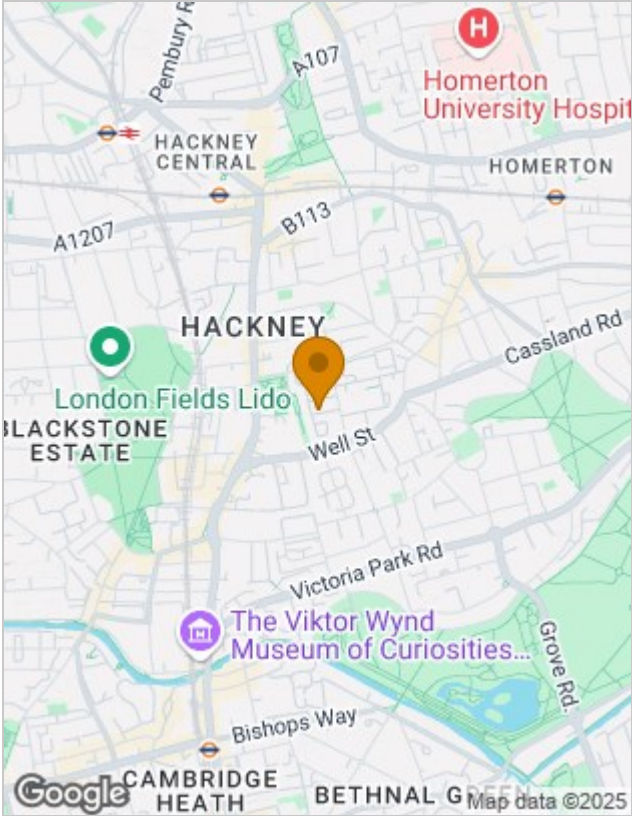 Pembury R
A107
H
Homerton
University Hospit
HACKNEY
CENTRAL
HOMERTON
B113
A1207
HACKNEY
Cassland Rd
London Fields Lido
BLACKSTONE
ESTATE
Well St
Victoria Park Rd
The Viktor Wynd
Museum of Curiosities...
Grove Rd.
Bishops Way
CAMBRIDGE
HEATH
BETHNAL GREEN
Google
Map data ©2025